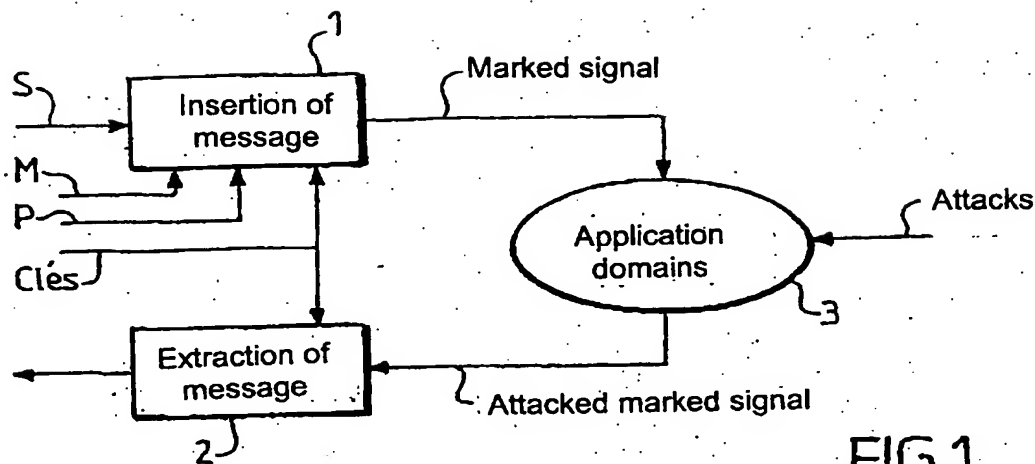 1
Marked signal
S
Insertion of
message
M
P
Attacks
Application
domains
Clés
3
Extraction of
message
Attacked marked signal
2
FIG.1